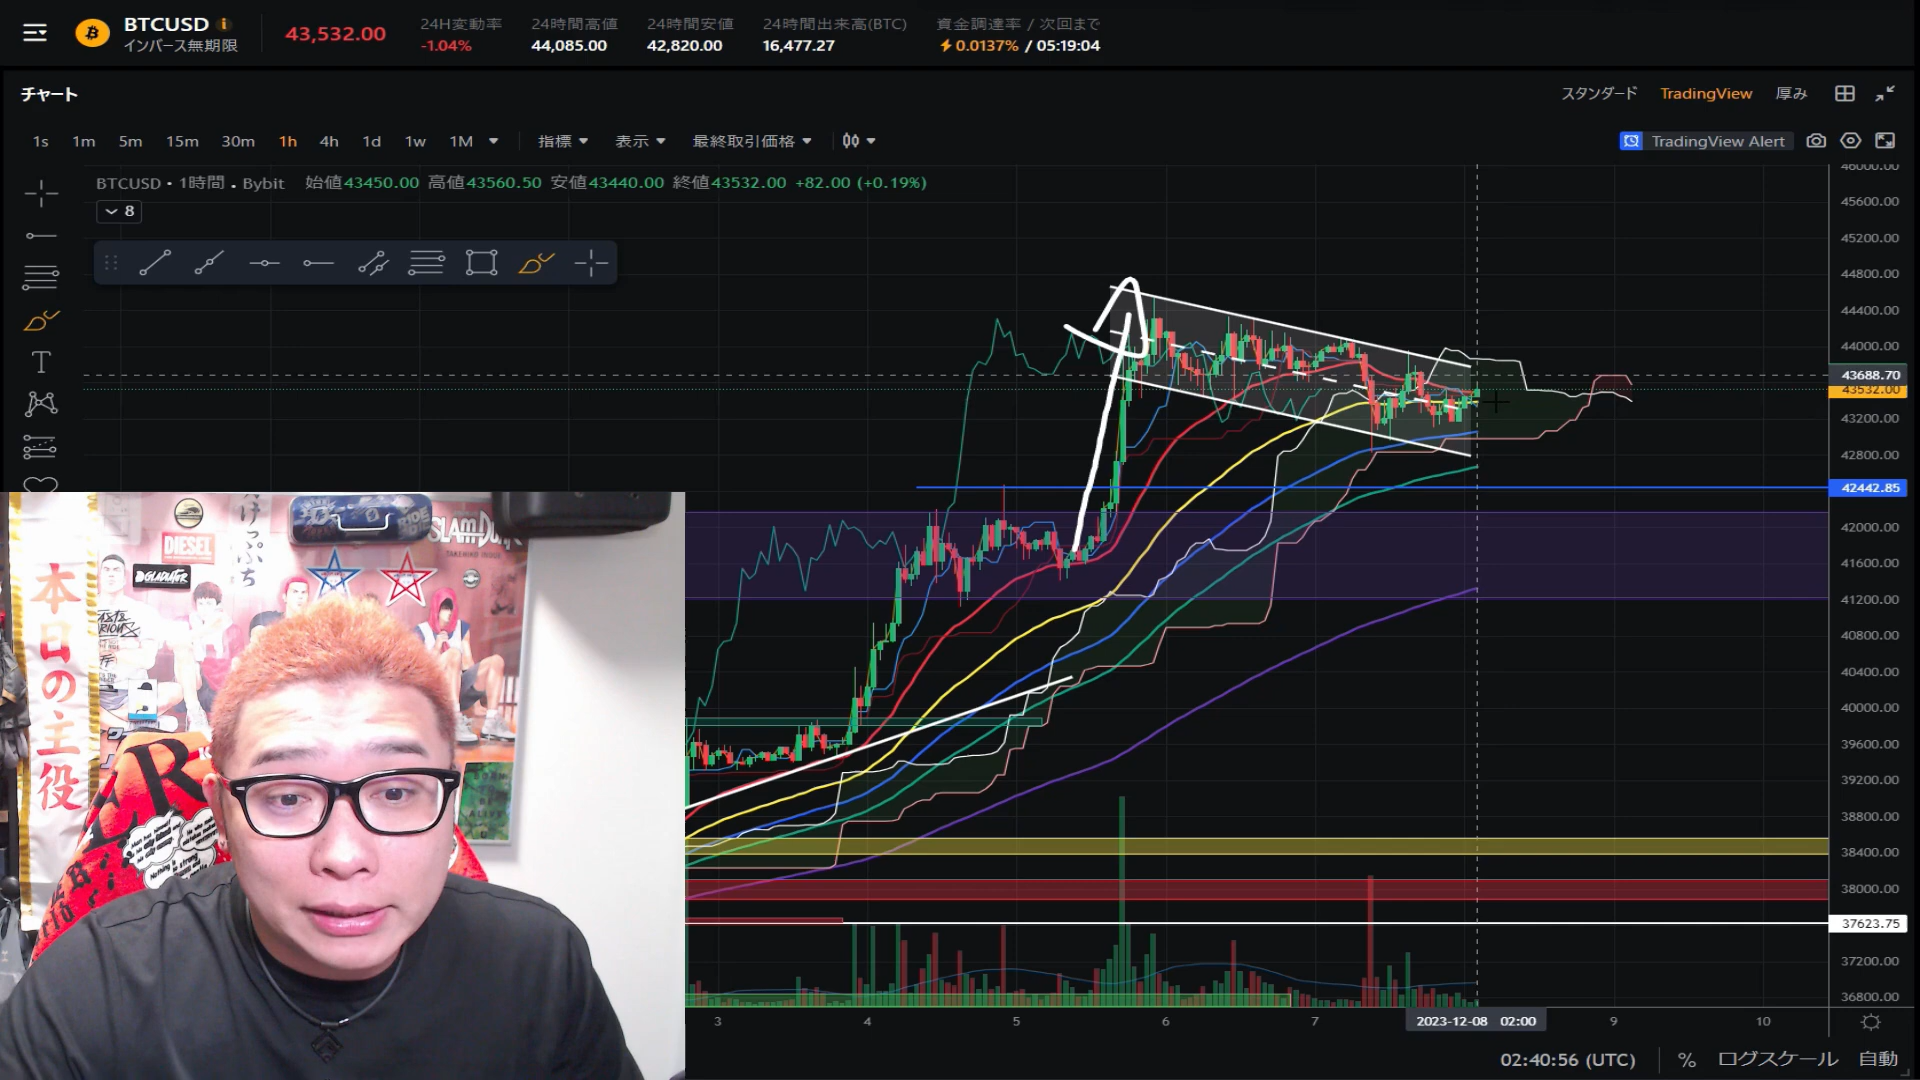 BTCUSD
インバース無期限
43,532.00
24H変動率
-1.04%
24時間高値
44,085.00
24時間安値
42,820.00
24時間出来高(BTC)
16,477.27
資金調達率 / 次回まで
0.0137% / 05:19:04
チャート
スタンダード TradingView 厚み
1s 1m 5m 15m 30m 1h 4h 1d 1w 1M 指標 表示 最終取引価格
TradingView Alert
BTCUSD • 1時間 • Bybit 始値43450.00 高値43560.50 安値43440.00 終値43532.00 +82.00 (+0.19%)
8
46000.00
45600.00
45200.00
44800.00
44400.00
44000.00
43688.70
43532.00
43200.00
42800.00
42442.85
42000.00
41600.00
41200.00
40800.00
40400.00
40000.00
39600.00
39200.00
38800.00
38400.00
38000.00
37623.75
37200.00
36800.00
3 4 5 6 7 2023-12-08 02:00 9 10
02:40:56 (UTC) % ログスケール 自動
本日の主役
DIESEL
GLADIATOR
SLAM DUNK
TAKEHIKO INOUE
RIDE